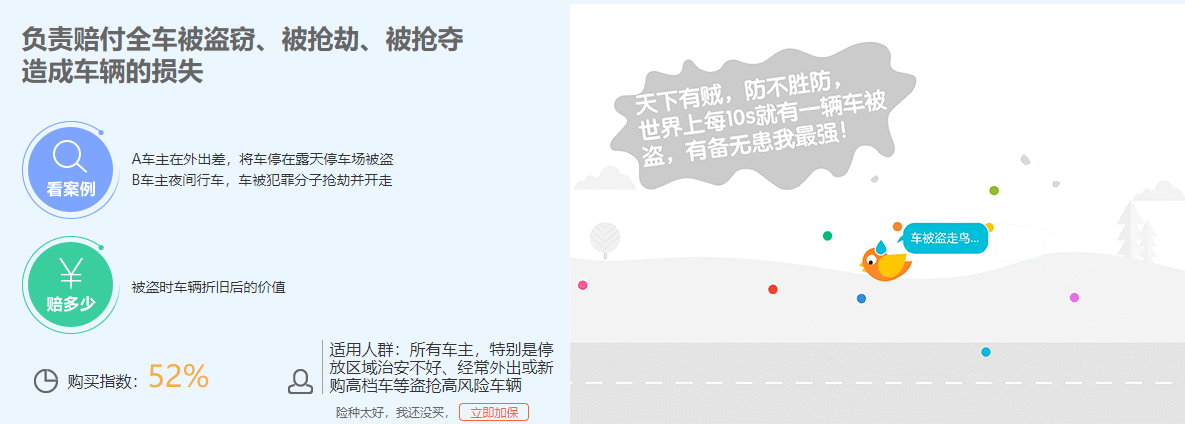 负责赔付全车被盗窃、被抢劫、被抢夺
造成车辆的损失
看案例
A车主在外出差，将车停在露天停车场被盗
B车主夜间行车，车被犯罪分子抢劫并开走
¥
赔多少
被盗时车辆折旧后的价值
购买指数：52%
适用人群：所有车主，特别是停
放区域治安不好、经常外出或新
购高档车等盗抢高风险车辆
险种太好，我还没买， 立即加保
天下有贼，防不胜防，
世界上每10s就有一辆车被
盗，有备无患我最强！
车被盗走鸟...